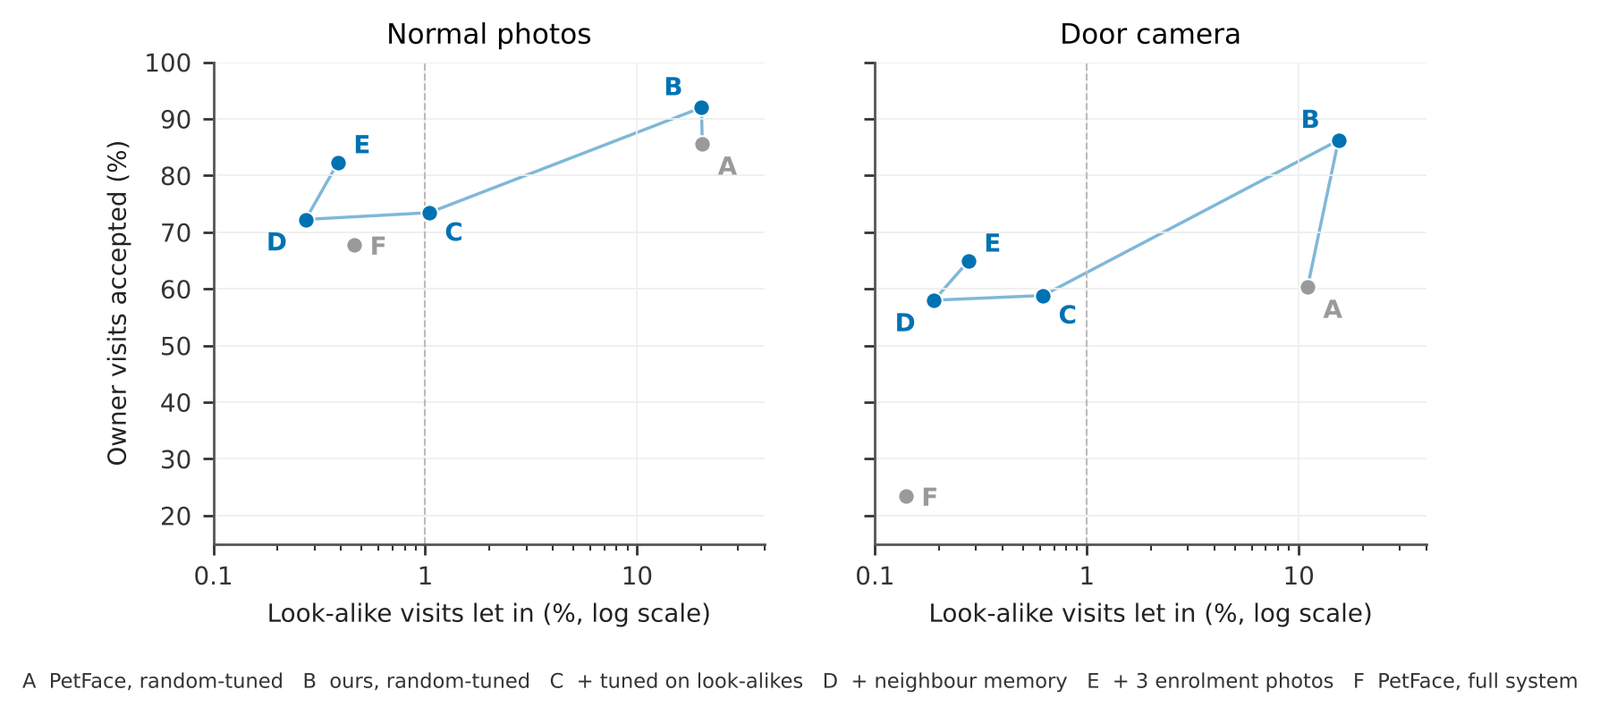 Normal photos
Door camera
100
90
80
70
60
50
40
30
20
Owner visits accepted (%)
B
A
E
D
C
F
B
A
E
D
C
F
0.1
1
10
0.1
1
10
Look-alike visits let in (%, log scale)
Look-alike visits let in (%, log scale)
A PetFace, random-tuned B ours, random-tuned C + tuned on look-alikes D + neighbour memory E + 3 enrolment photos F PetFace, full system